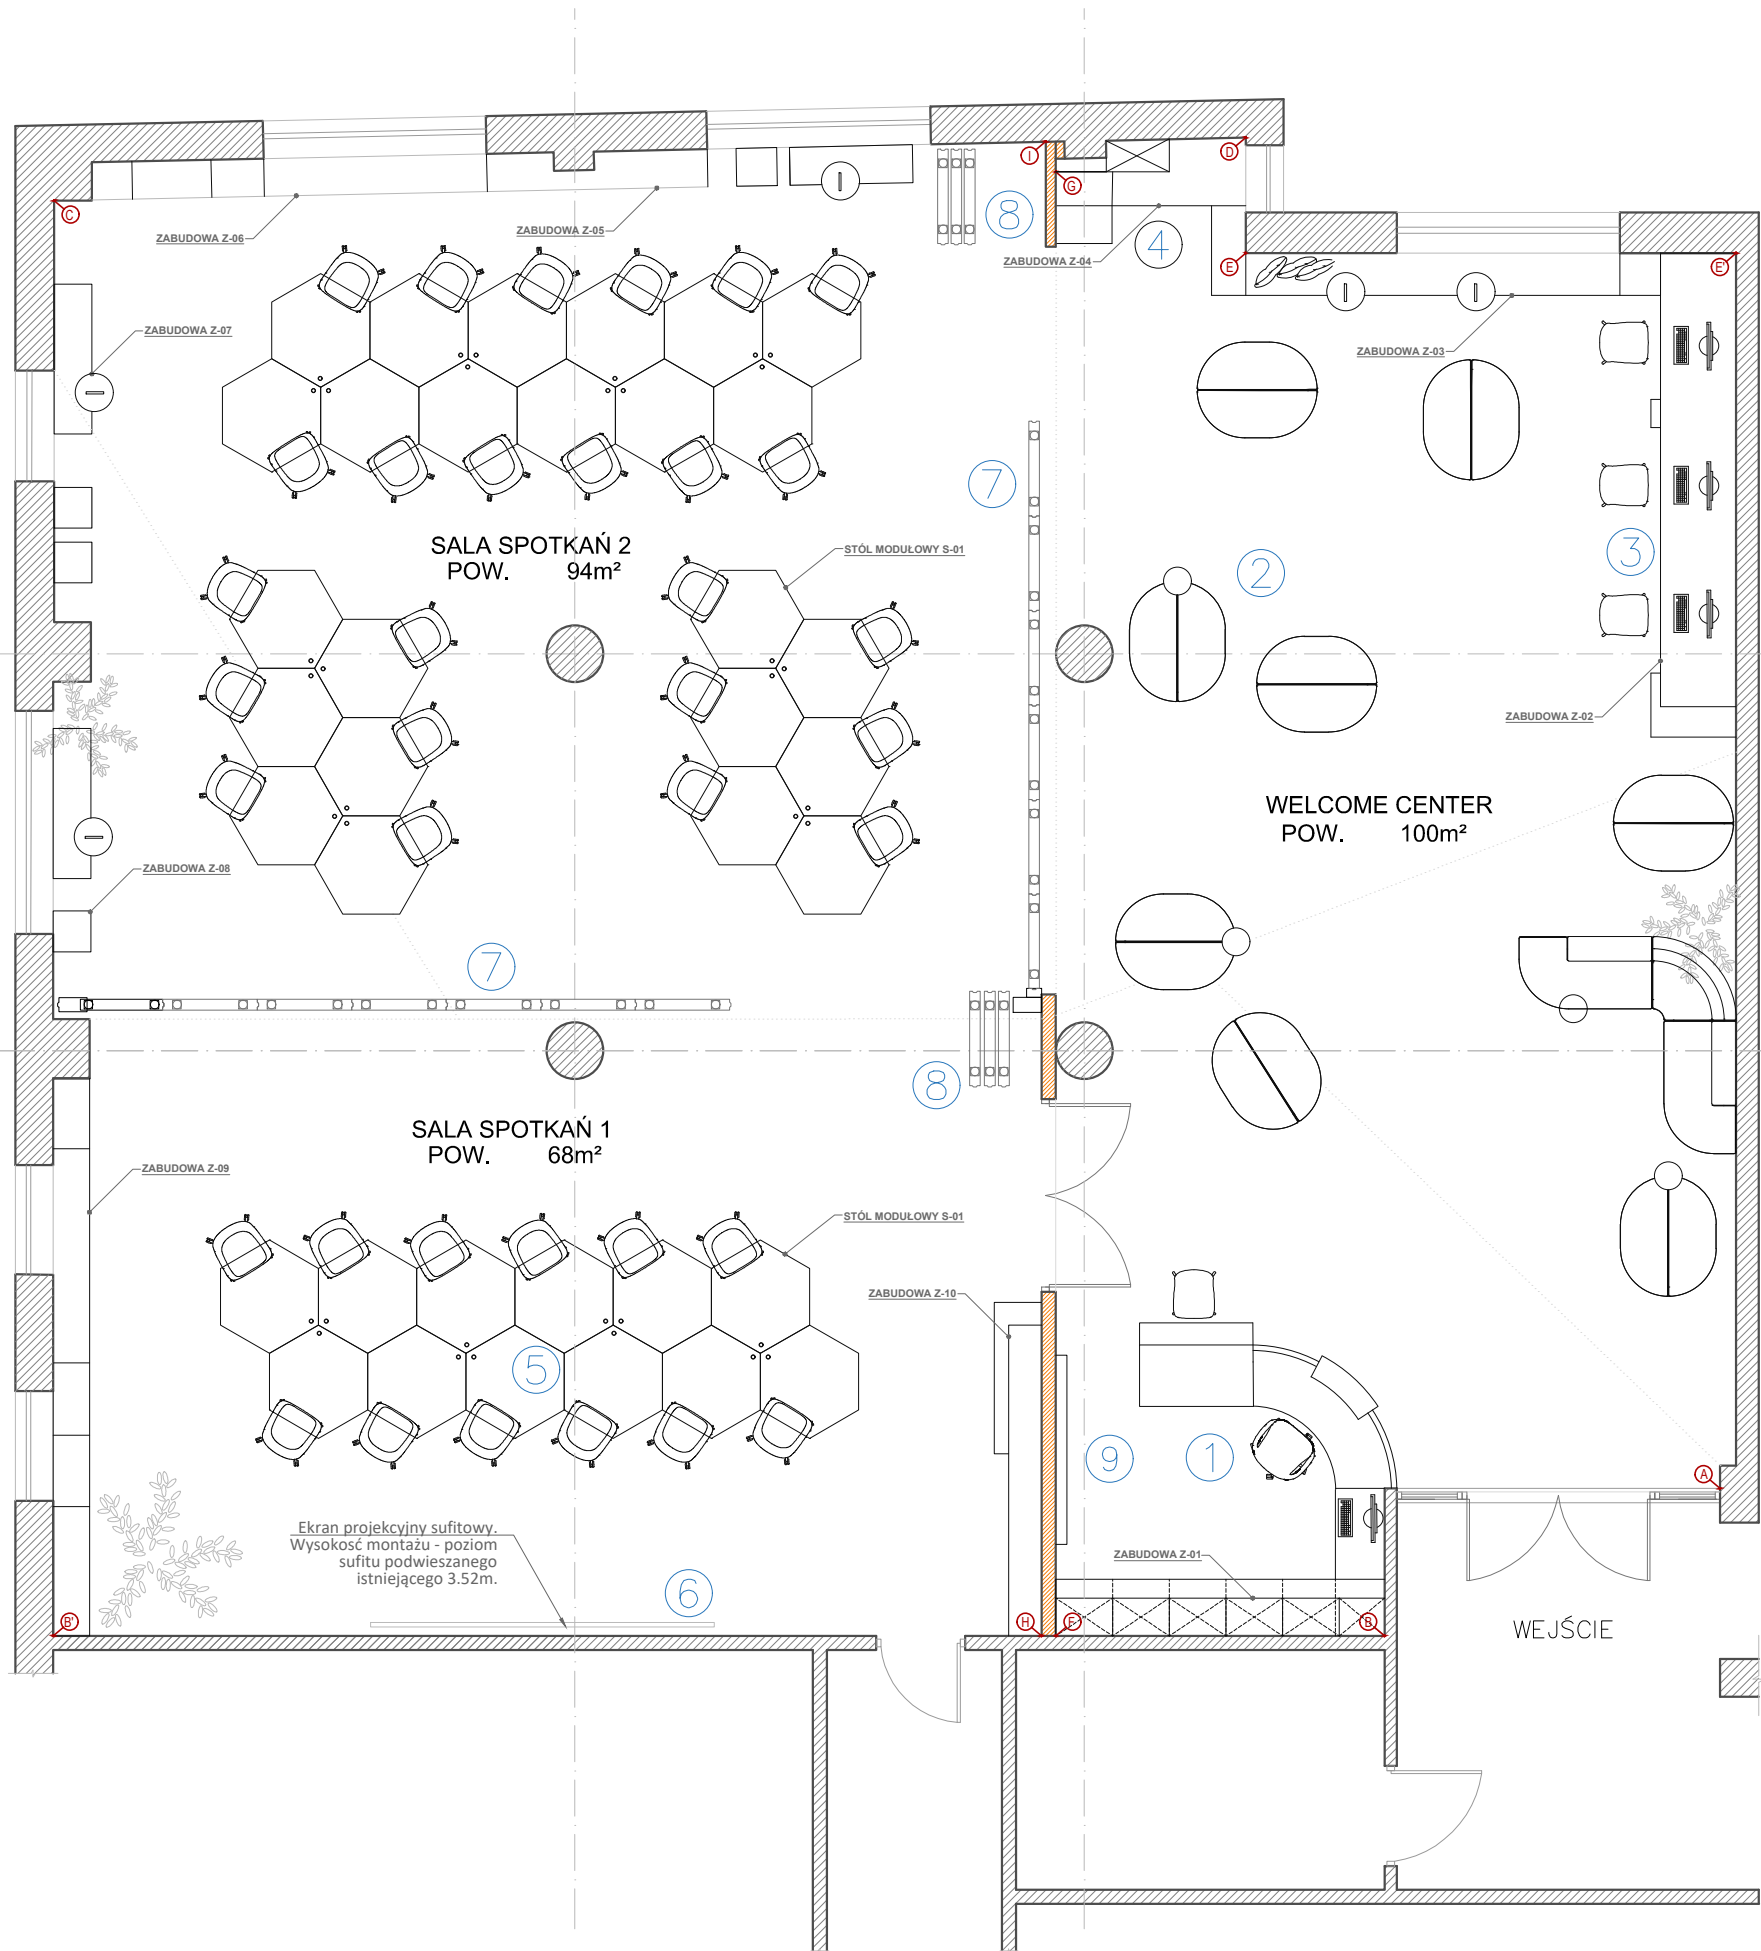 I
D
G
8
C
ZABUDOWA Z-06
ZABUDOWA Z-05
4
ZABUDOWA Z-04
E
E'
ZABUDOWA Z-07
ZABUDOWA Z-03
7
SALA SPOTKAŃ 2
POW. 94m²
STÓL MODUŁOWY S-01
2
3
ZABUDOWA Z-02
WELCOME CENTER
POW. 100m²
ZABUDOWA Z-08
7
8
SALA SPOTKAŃ 1
POW. 68m²
ZABUDOWA Z-09
STÓL MODUŁOWY S-01
ZABUDOWA Z-10
5
9
1
A
Ekran projekcyjny sufitowy.
Wysokosć montażu - poziom
sufitu podwieszanego
istniejącego 3.52m.
ZABUDOWA Z-01
6
B'
H
F
B
WEJŚCIE